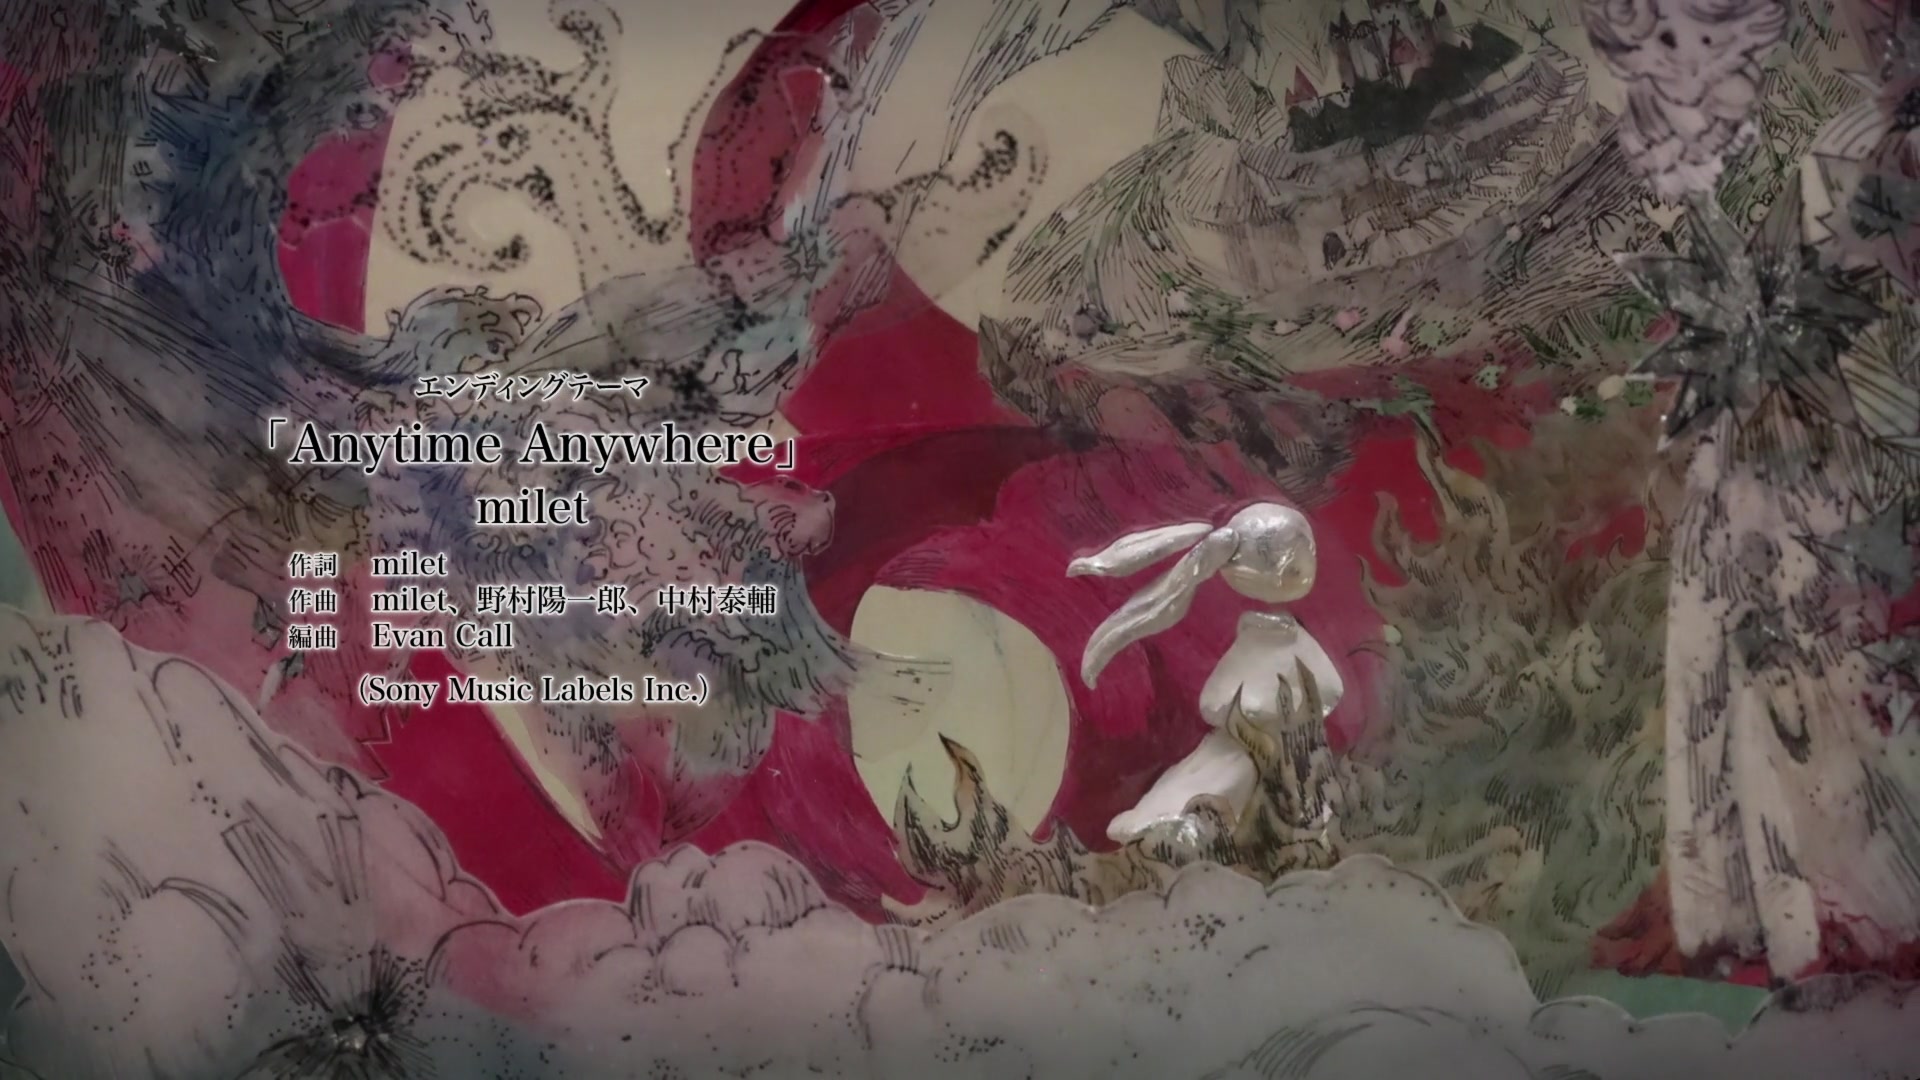 エンディングテーマ
「Anytime Anywhere」
milet
作詞 milet
作曲 milet、野村陽一郎、中村泰輔
編曲 Evan Call
(Sony Music Labels Inc.)